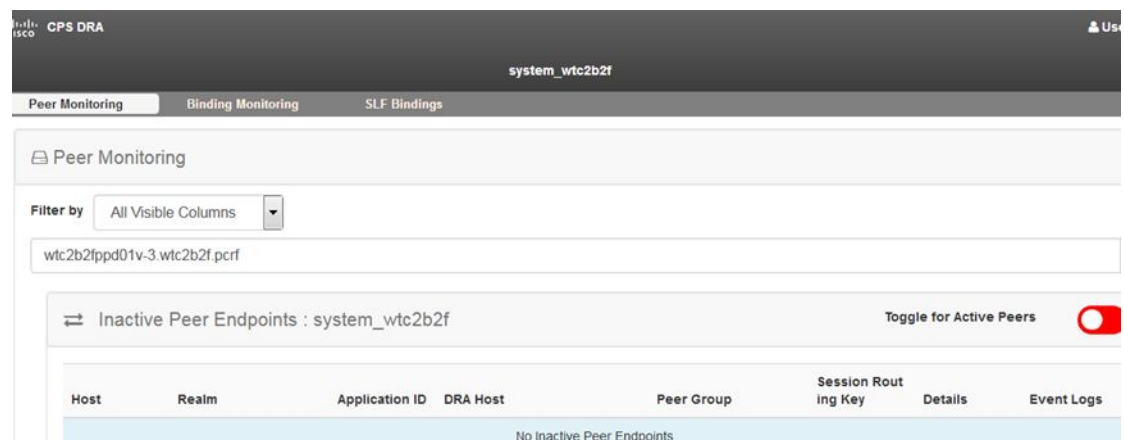 CPS DRA
system_wtc2b2f
Peer Monitoring Binding Monitoring SLF Bindings
Peer Monitoring
Filter by All Visible Columns
wtc2b2fppd01v-3.wtc2b2f.pcrf
Inactive Peer Endpoints : system_wtc2b2f Toggle for Active Peers
Host Realm Application ID DRA Host Peer Group Session Rout
ing Key Details Event Logs
No Inactive Peer Endpoints